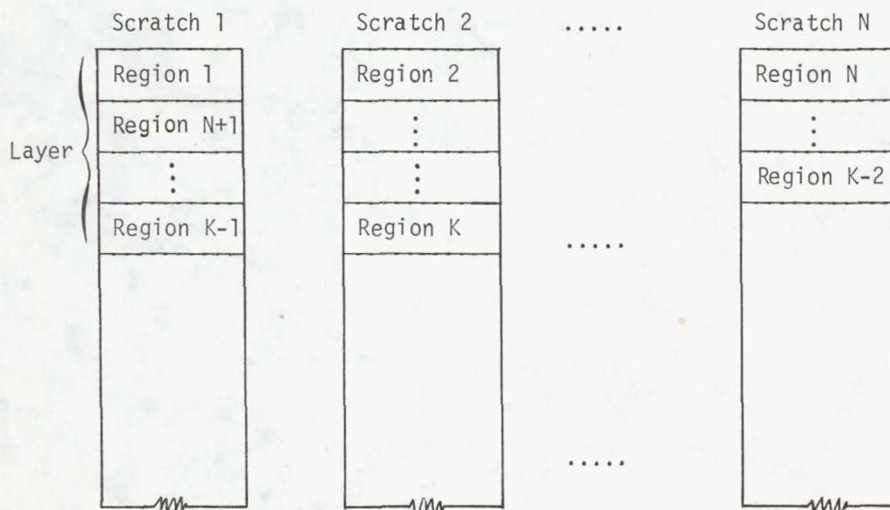 Scratch 1 Scratch 2 ..... Scratch N
Region 1 Region 2 Region N
Region N+1
Layer
Region K-2
Region K-1 Region K .....
.....